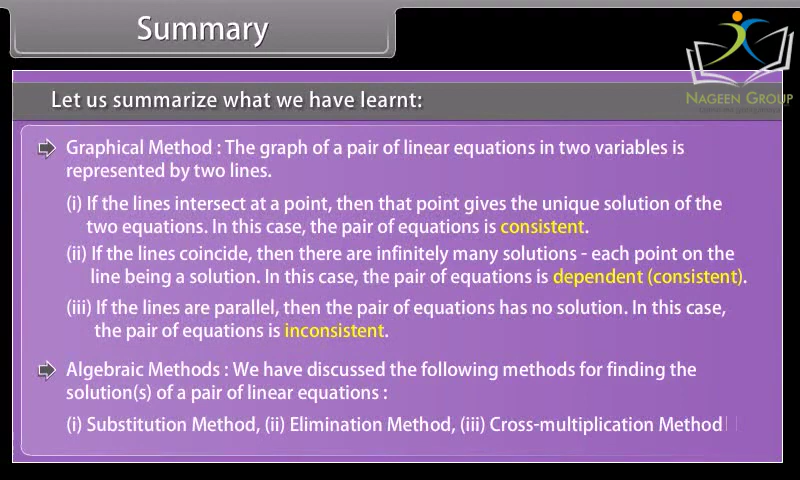 Summary
NAGEEN GROUP
Let us summarize what we have learnt:
Graphical Method : The graph of a pair of linear equations in two variables is
represented by two lines.
(i) If the lines intersect at a point, then that point gives the unique solution of the
two equations. In this case, the pair of equations is consistent.
(ii) If the lines coincide, then there are infinitely many solutions - each point on the
line being a solution. In this case, the pair of equations is dependent (consistent).
(iii) If the lines are parallel, then the pair of equations has no solution. In this case,
the pair of equations is inconsistent.
Algebraic Methods : We have discussed the following methods for finding the
solution(s) of a pair of linear equations :
(i) Substitution Method, (ii) Elimination Method, (iii) Cross-multiplication Method